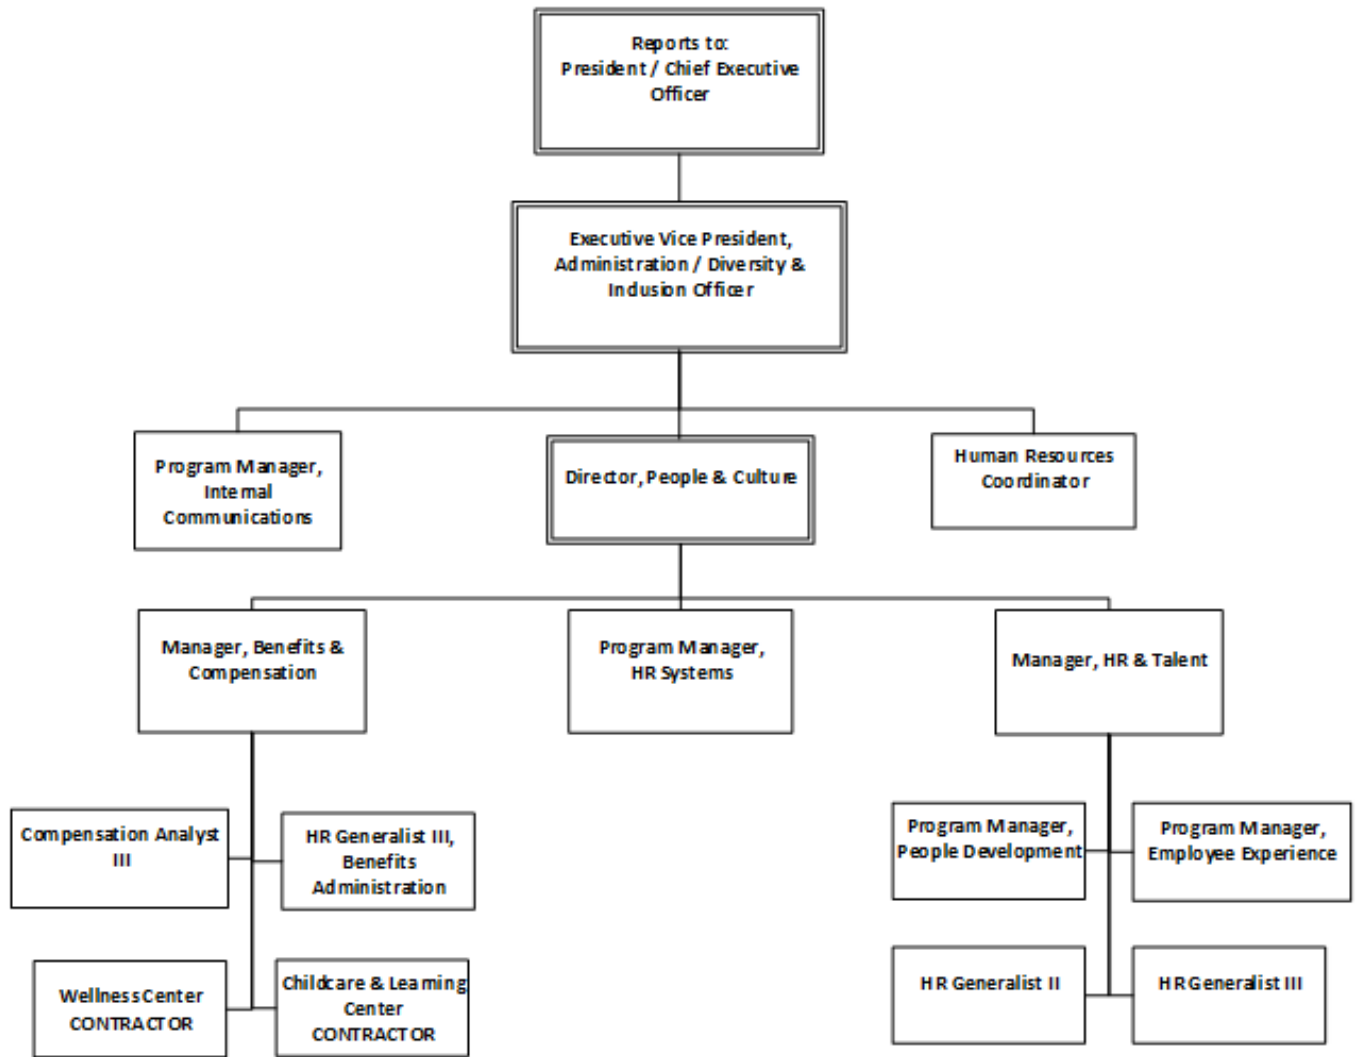 Reports to:
President / Chief Executive
Officer
Executive Vice President,
Administration / Diversity &
Inclusion Officer
Program Manager,
Internal
Communications
Director, People & Culture
Human Resources
Coordinator
Manager, Benefits &
Compensation
Program Manager,
HR Systems
Manager, HR & Talent
Compensation Analyst
III
HR Generalist III,
Benefits
Administration
Program Manager,
People Development
Program Manager,
Employee Experience
Wellness Center
CONTRACTOR
Childcare & Learning
Center
CONTRACTOR
HR Generalist II
HR Generalist III